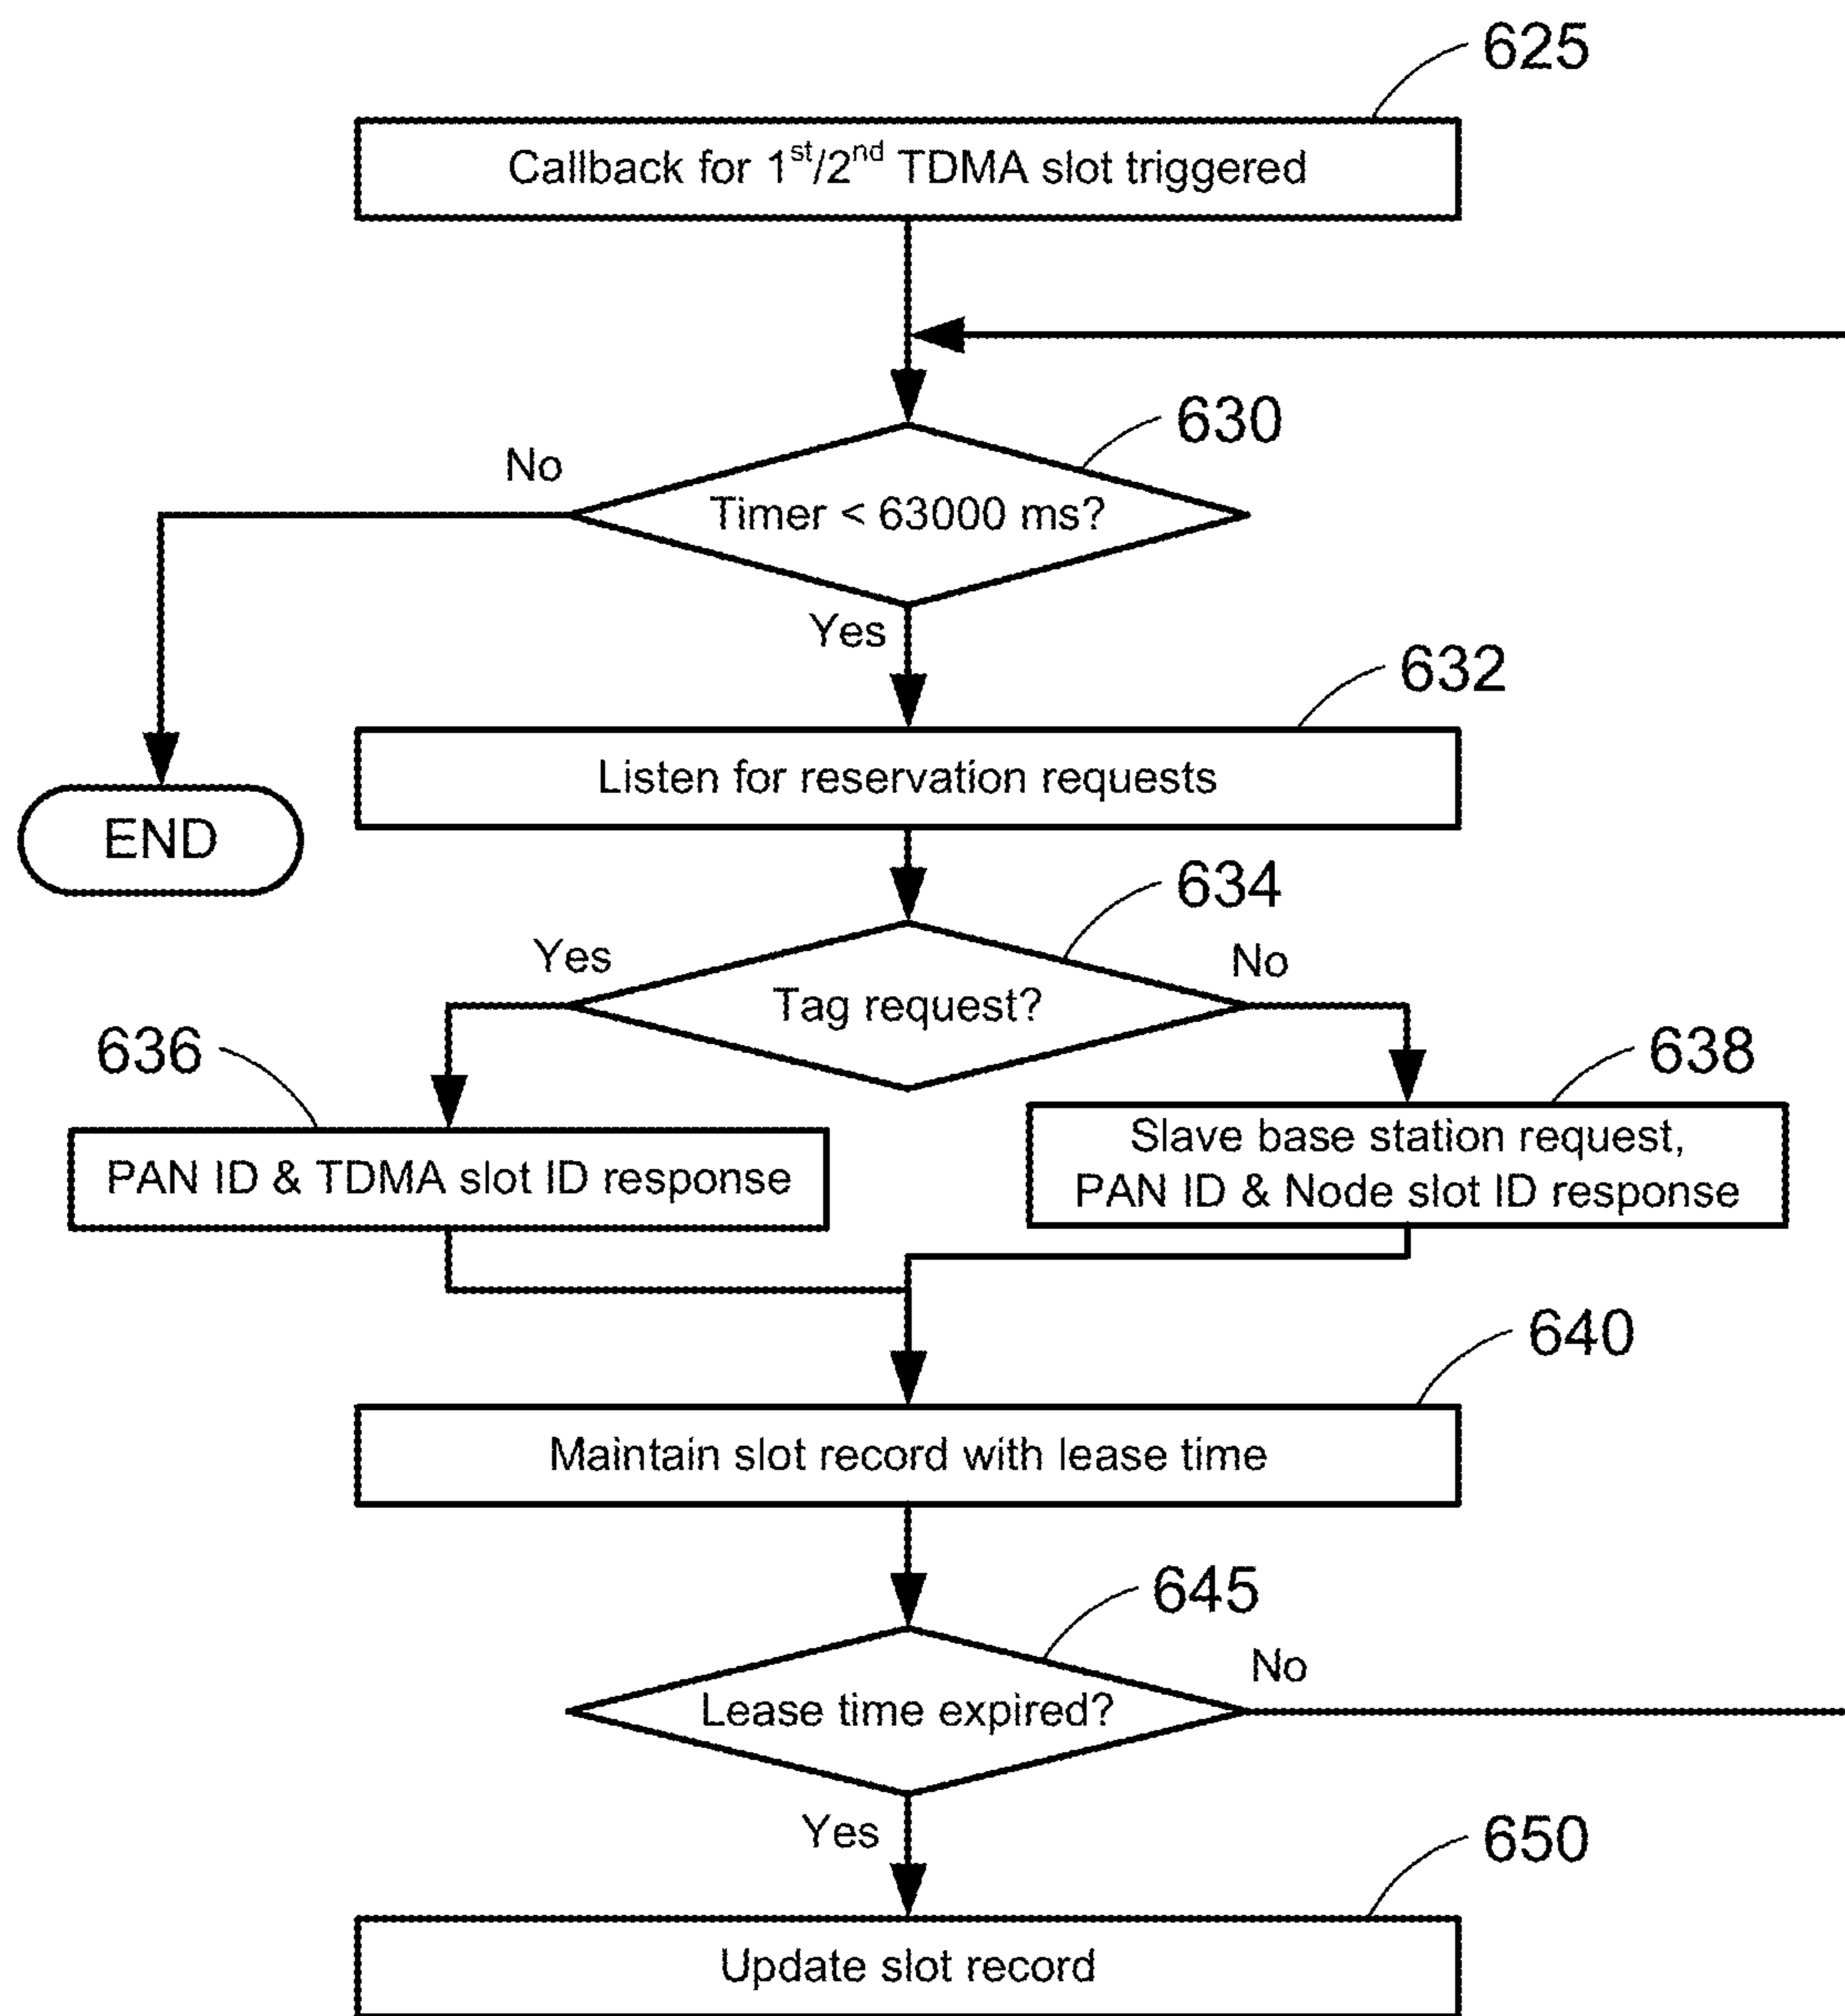 625
Callback for 1st/2nd TDMA slot triggered
630
No
Timer < 63000 ms?
Yes
632
Listen for reservation requests
END
634
Yes
No
Tag request?
636
638
PAN ID & TDMA slot ID response
Slave base station request,
PAN ID & Node slot ID response
640
Maintain slot record with lease time
645
No
Lease time expired?
Yes
650
Update slot record